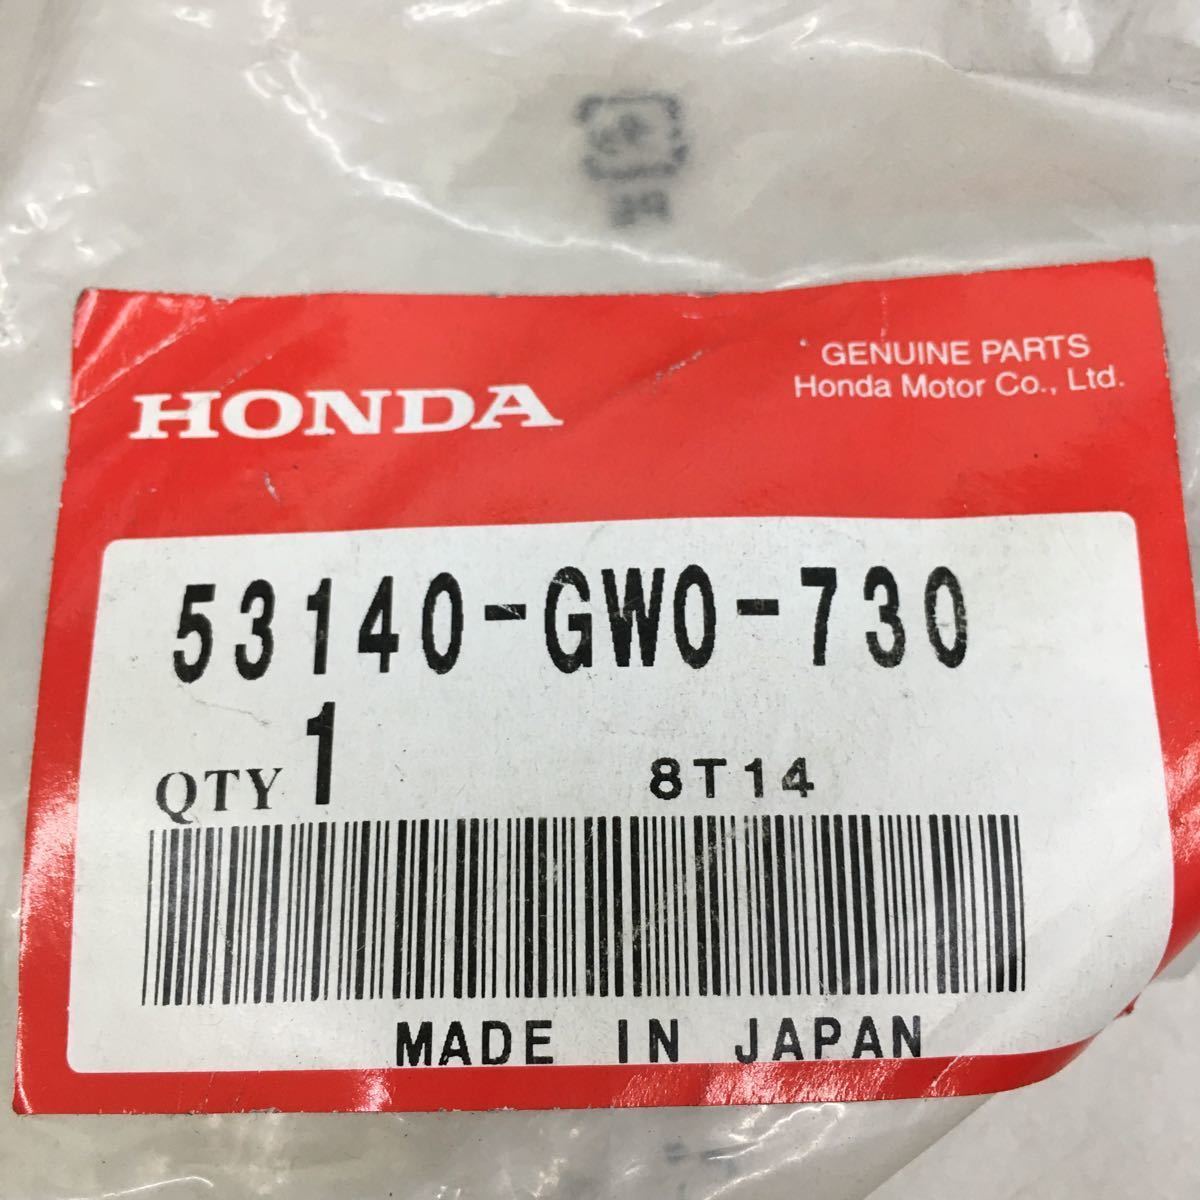 GENUINE PARTS
HONDA
Honda Motor Co., Ltd.
53140-GW0-730
QTY 1
8T14
MADE IN JAPAN